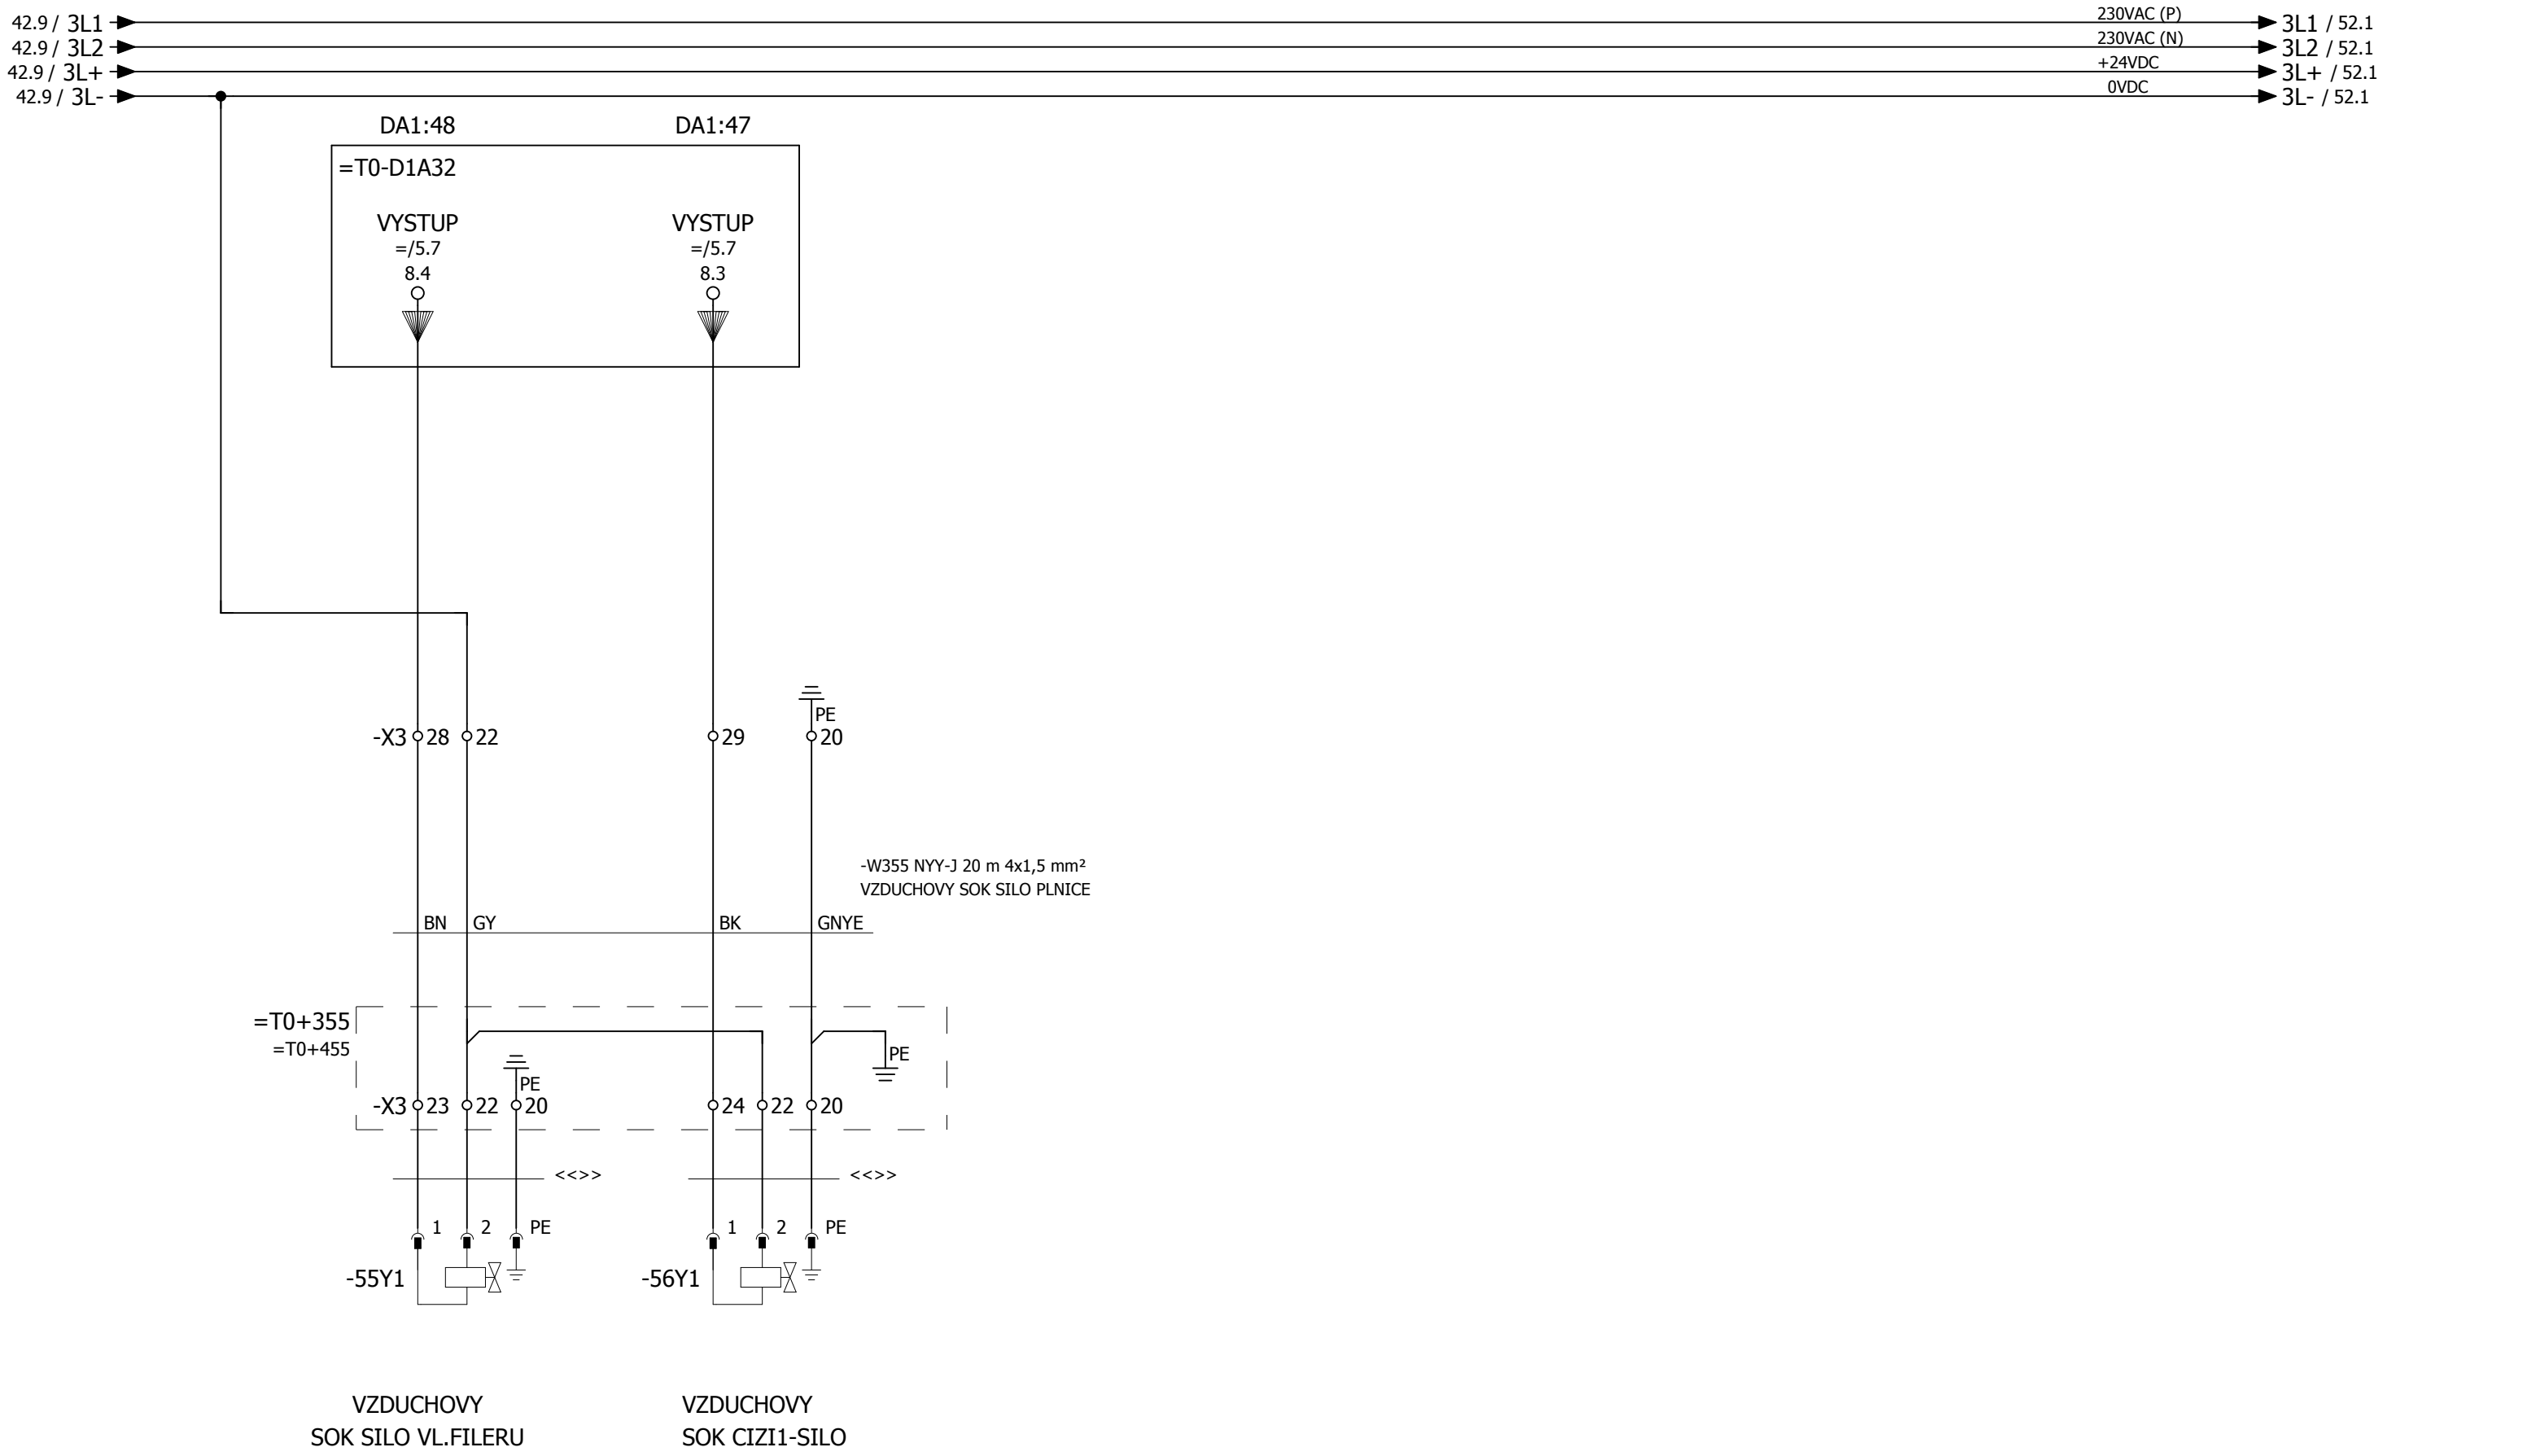 42.9 / 3L1 230VAC (P) 3L1 / 52.1
42.9 / 3L2 230VAC (N) 3L2 / 52.1
42.9 / 3L+ +24VDC 3L+ / 52.1
42.9 / 3L- 0VDC 3L- / 52.1
DA1:48 DA1:47
=T0-D1A32
VYSTUP VYSTUP
=/5.7 =/5.7
8.4 8.3
PE
-X3 28 22 29 20
-W355 NYY-J 20 m 4x1,5 mm²
VZDUCHOVY SOK SILO PLNICE
BN GY BK GNYE
=T0+355
=T0+455
PE
PE
-X3 23 22 20 24 22 20
<<>> <<>>
1 2 PE 1 2 PE
-55Y1 -56Y1
VZDUCHOVY VZDUCHOVY
SOK SILO VL.FILERU SOK CIZI1-SILO